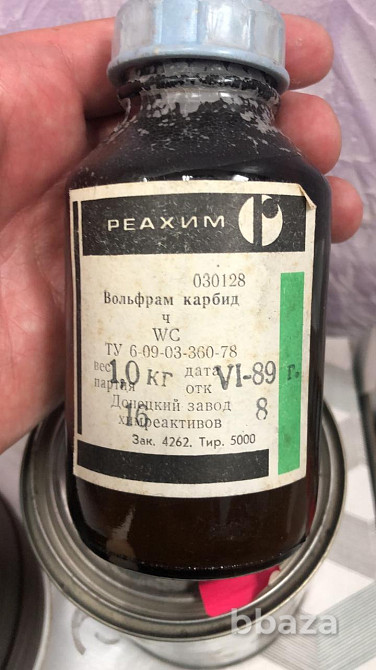 РЕАХИМ
030128
Вольфрам карбид
ч
WC
ТУ 6-09-03-360-78
вес 1,0 кг дата VI-89 г.
партия 16 отк 8
Донецкий завод
химреактивов
Зак. 4262. Тир. 5000
bbaza